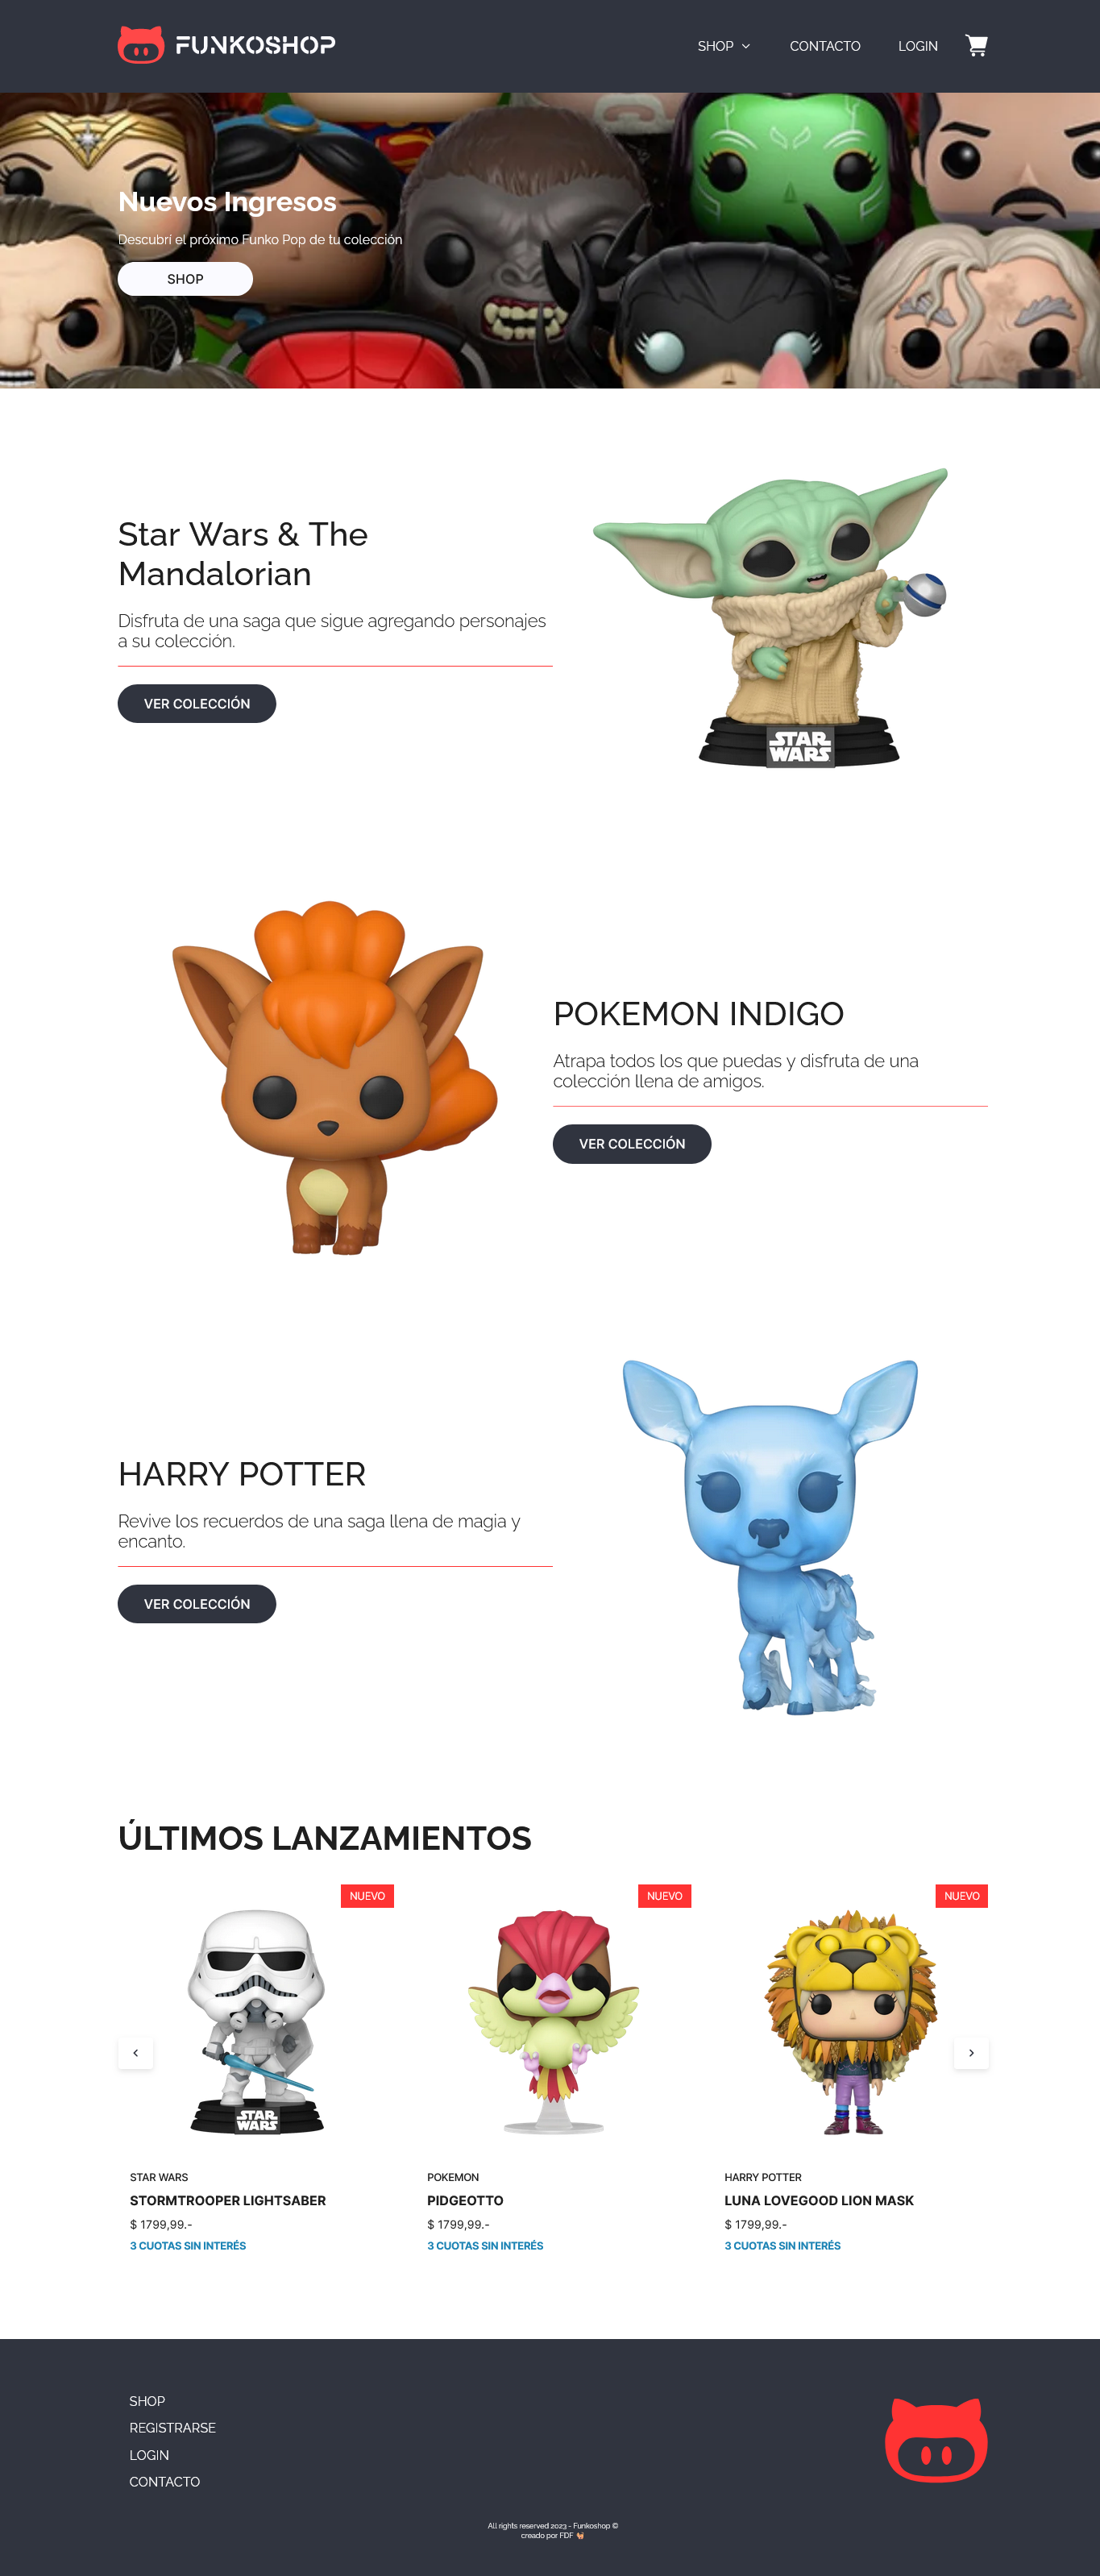 FUNKOSHOP
SHOP
CONTACTO
LOGIN
Nuevos Ingresos
Descubrí el próximo Funko Pop de tu colección
SHOP
Star Wars & The
Mandalorian
Disfruta de una saga que sigue agregando personajes
a su colección.
VER COLECCIÓN
STAR
WARS
POKEMON INDIGO
Atrapa todos los que puedas y disfruta de una
colección llena de amigos.
VER COLECCIÓN
HARRY POTTER
Revive los recuerdos de una saga llena de magia y
encanto.
VER COLECCIÓN
ÚLTIMOS LANZAMIENTOS
NUEVO
STAR
WARS
STAR WARS
STORMTROOPER LIGHTSABER
$ 1799,99.-
3 CUOTAS SIN INTERÉS
NUEVO
POKEMON
PIDGEOTTO
$ 1799,99.-
3 CUOTAS SIN INTERÉS
NUEVO
HARRY POTTER
LUNA LOVEGOOD LION MASK
$ 1799,99.-
3 CUOTAS SIN INTERÉS
SHOP
REGISTRARSE
LOGIN
CONTACTO
All rights reserved 2023 - Funkoshop ©
creado por FDF 🐕